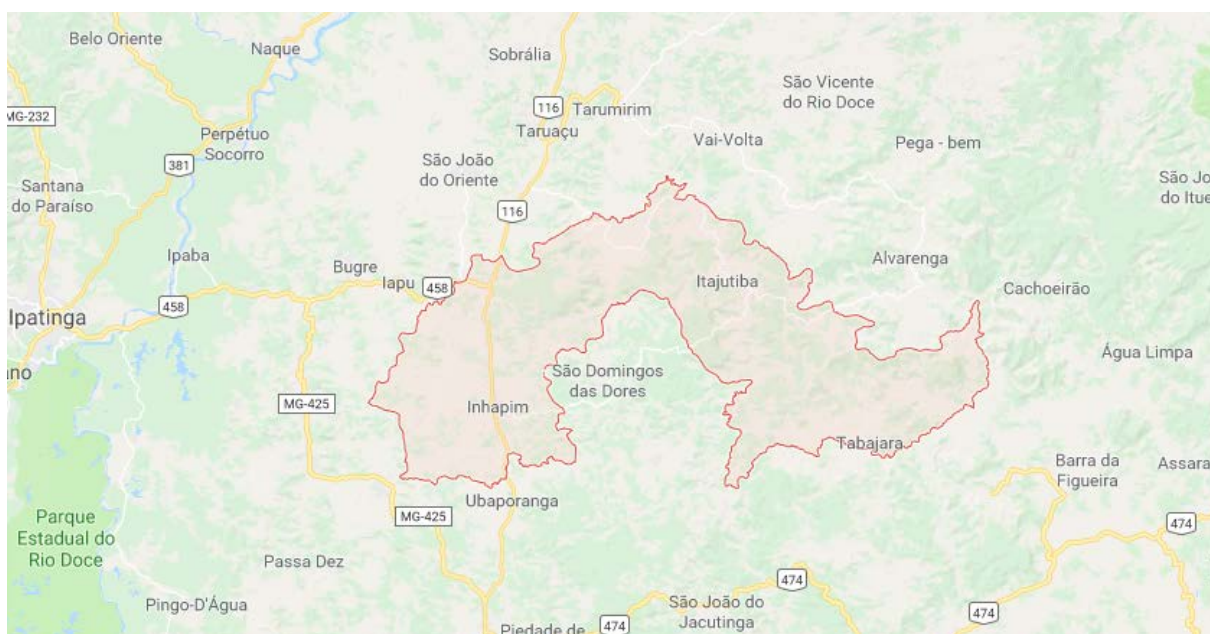 Belo Oriente
Naque
Sobrália
São Vicente
do Rio Doce
116
Tarumirim
MG-232
Taruaçu
Perpétuo
Socorro
Vai-Volta
Pega - bem
381
São João
do Oriente
Santana
do Paraíso
São Jo
do Itue
116
Ipaba
Bugre
Iapu
458
Itajutiba
Alvarenga
Cachoeirão
458
Ipatinga
Água Limpa
ano
São Domingos
das Dores
MG-425
Inhapim
Tabajara
Barra da
Figueira
Assara
Ubaporanga
MG-425
474
Parque
Estadual do
Rio Doce
Passa Dez
474
Pingo-D'Água
São João do
Jacutinga
474
474
Piedade de